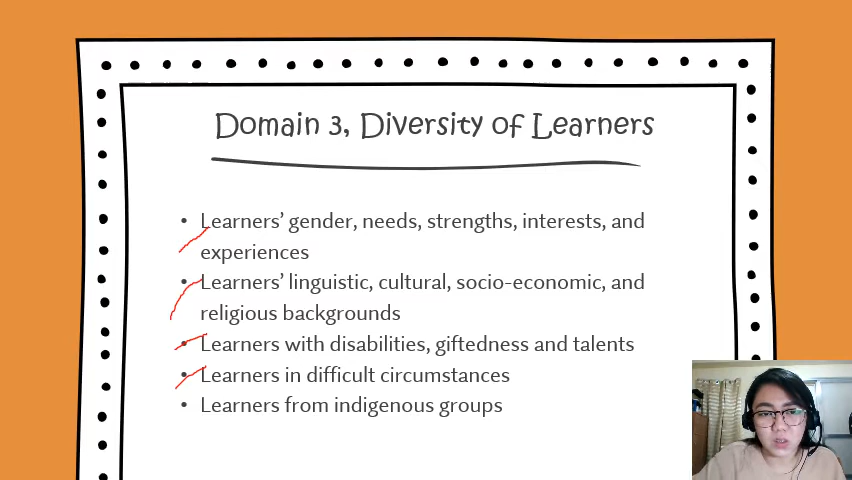 Domain 3, Diversity of Learners
• Learners’ gender, needs, strengths, interests, and
experiences
• Learners’ linguistic, cultural, socio-economic, and
religious backgrounds
• Learners with disabilities, giftedness and talents
• Learners in difficult circumstances
• Learners from indigenous groups